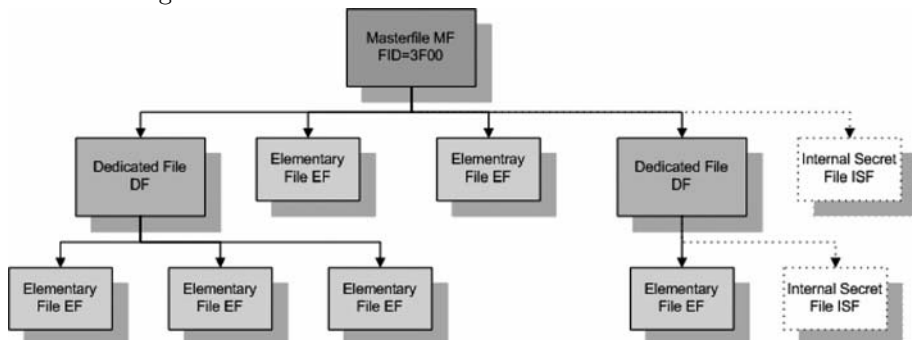 g
Masterfile MF
FID=3F00
Dedicated File
DF
Elementary
File EF
Elementray
File EF
Dedicated File
DF
Internal Secret
File ISF
Elementary
File EF
Elementary
File EF
Elementary
File EF
Elementary
File EF
Internal Secret
File ISF